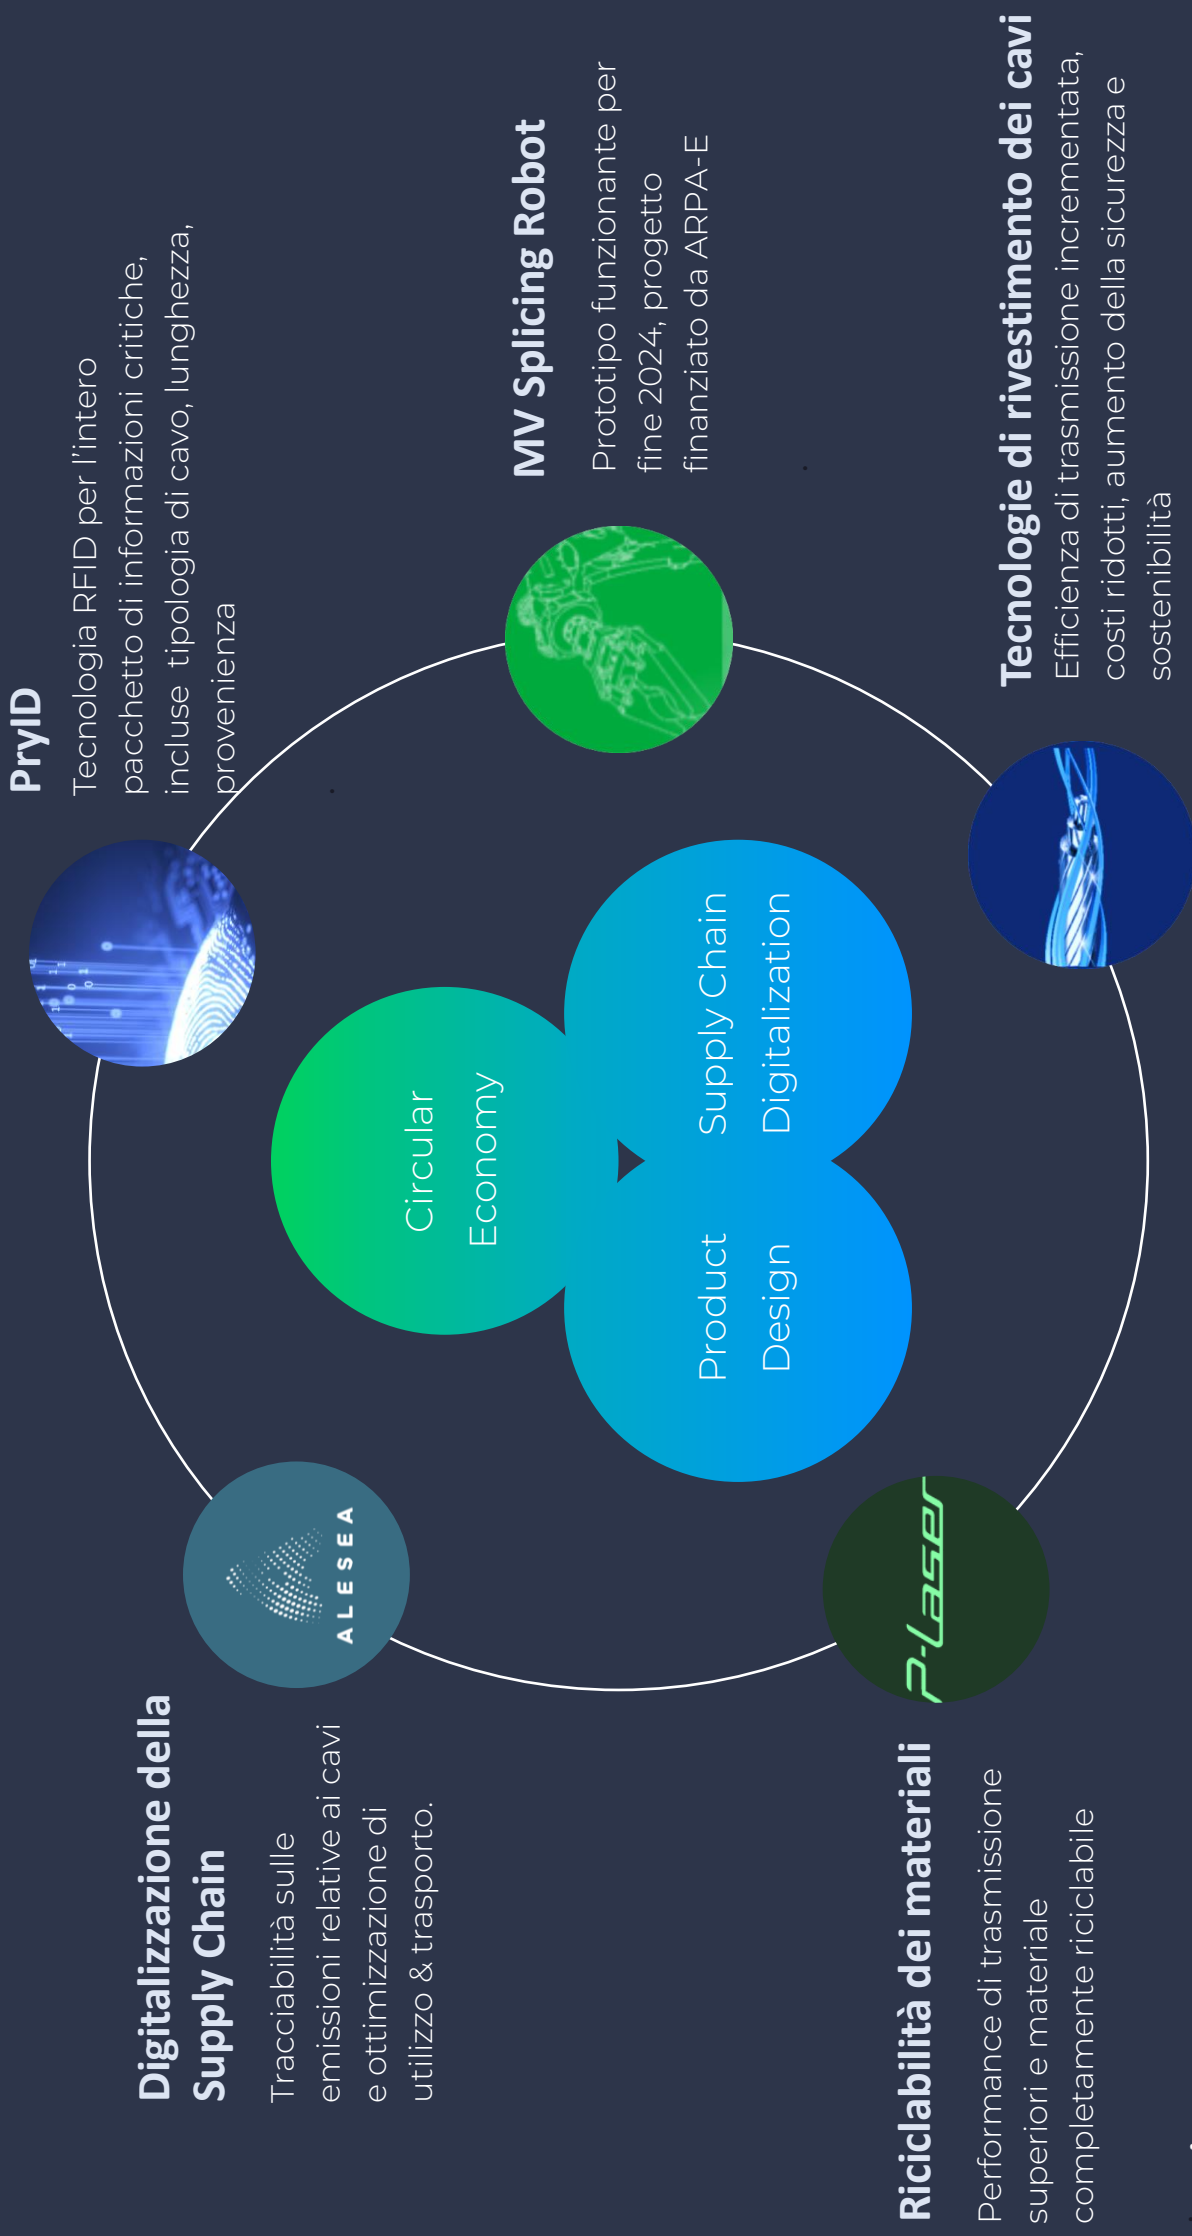 Digitalizzazione della
Supply Chain
Tracciabilità sulle
emissioni relative ai cavi
e ottimizzazione di
utilizzo & trasporto.
ALESEA
PryID
Tecnologia RFID per l'intero
pacchetto di informazioni critiche,
incluse tipologia di cavo, lunghezza,
provenienza
Circular
Economy
Product
Design
Supply Chain
Digitalization
MV Splicing Robot
Prototipo funzionante per
fine 2024, progetto
finanziato da ARPA-E
Riciclabilità dei materiali
Performance di trasmissione
superiori e materiale
completamente riciclabile
P-Laser
Tecnologie di rivestimento dei cavi
Efficienza di trasmissione incrementata,
costi ridotti, aumento della sicurezza e
sostenibilità